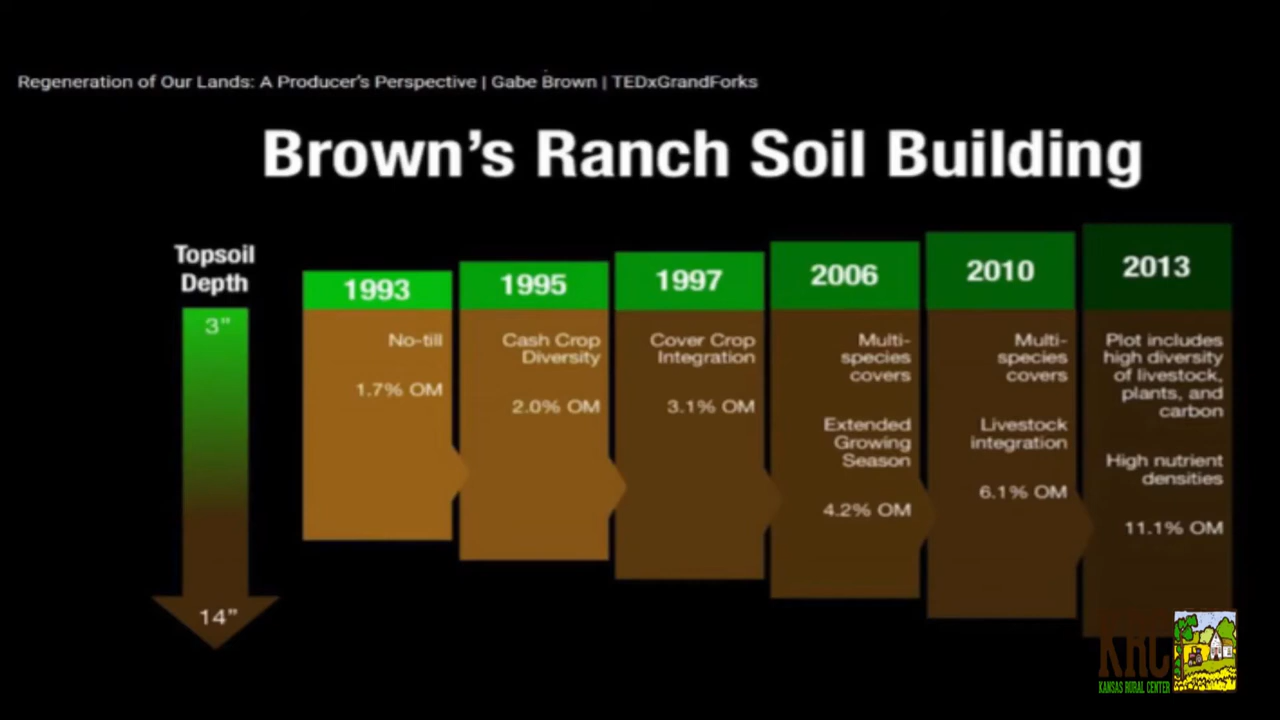 Regeneration of Our Lands: A Producer's Perspective | Gabe Brown | TEDxGrandForks
Brown's Ranch Soil Building
Topsoil
Depth
3"
14"
1993
No-till
1.7% OM
1995
Cash Crop
Diversity
2.0% OM
1997
Cover Crop
Integration
3.1% OM
2006
Multi-
species
covers
Extended
Growing
Season
4.2% OM
2010
Multi-
species
covers
Livestock
integration
6.1% OM
2013
Plot includes
high diversity
of livestock,
plants, and
carbon
High nutrient
densities
11.1% OM
KRC
KANSAS RURAL CENTER